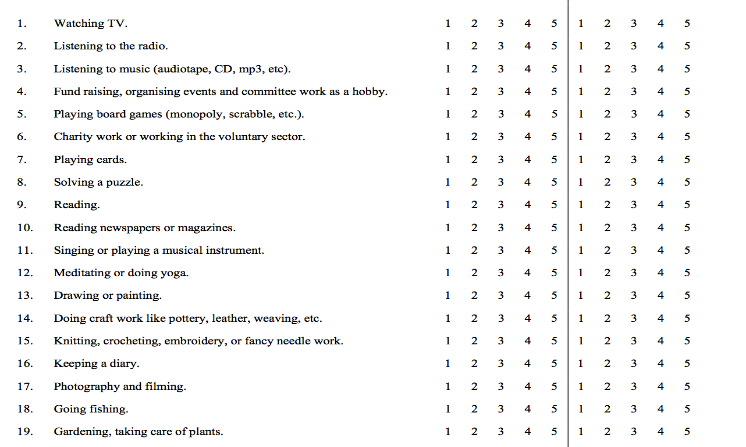 1. Watching TV. 1 2 3 4 5 1 2 3 4 5
2. Listening to the radio. 1 2 3 4 5 1 2 3 4 5
3. Listening to music (audiotape, CD, mp3, etc). 1 2 3 4 5 1 2 3 4 5
4. Fund raising, organising events and committee work as a hobby. 1 2 3 4 5 1 2 3 4 5
5. Playing board games (monopoly, scrabble, etc.). 1 2 3 4 5 1 2 3 4 5
6. Charity work or working in the voluntary sector. 1 2 3 4 5 1 2 3 4 5
7. Playing cards. 1 2 3 4 5 1 2 3 4 5
8. Solving a puzzle. 1 2 3 4 5 1 2 3 4 5
9. Reading. 1 2 3 4 5 1 2 3 4 5
10. Reading newspapers or magazines. 1 2 3 4 5 1 2 3 4 5
11. Singing or playing a musical instrument. 1 2 3 4 5 1 2 3 4 5
12. Meditating or doing yoga. 1 2 3 4 5 1 2 3 4 5
13. Drawing or painting. 1 2 3 4 5 1 2 3 4 5
14. Doing craft work like pottery, leather, weaving, etc. 1 2 3 4 5 1 2 3 4 5
15. Knitting, crocheting, embroidery, or fancy needle work. 1 2 3 4 5 1 2 3 4 5
16. Keeping a diary. 1 2 3 4 5 1 2 3 4 5
17. Photography and filming. 1 2 3 4 5 1 2 3 4 5
18. Going fishing. 1 2 3 4 5 1 2 3 4 5
19. Gardening, taking care of plants. 1 2 3 4 5 1 2 3 4 5